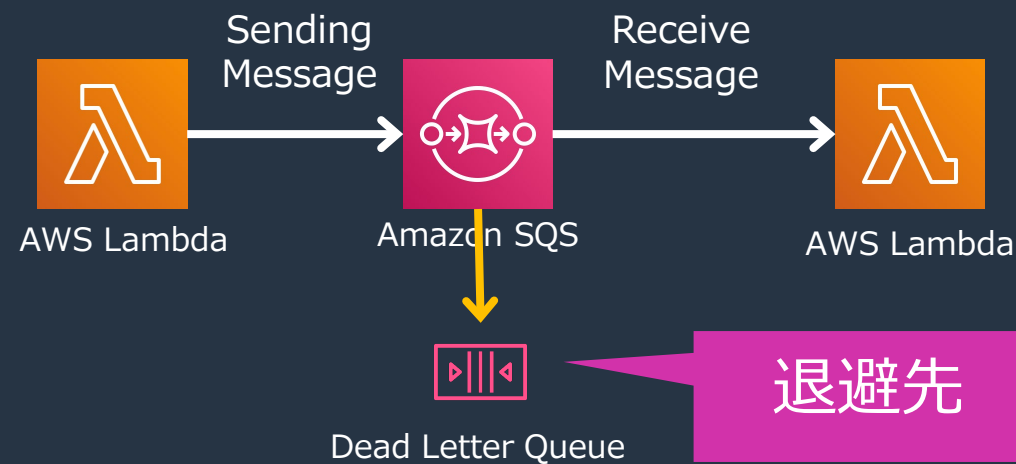 Sending
Message
Receive
Message
AWS Lambda
Amazon SQS
AWS Lambda
退避先
Dead Letter Queue